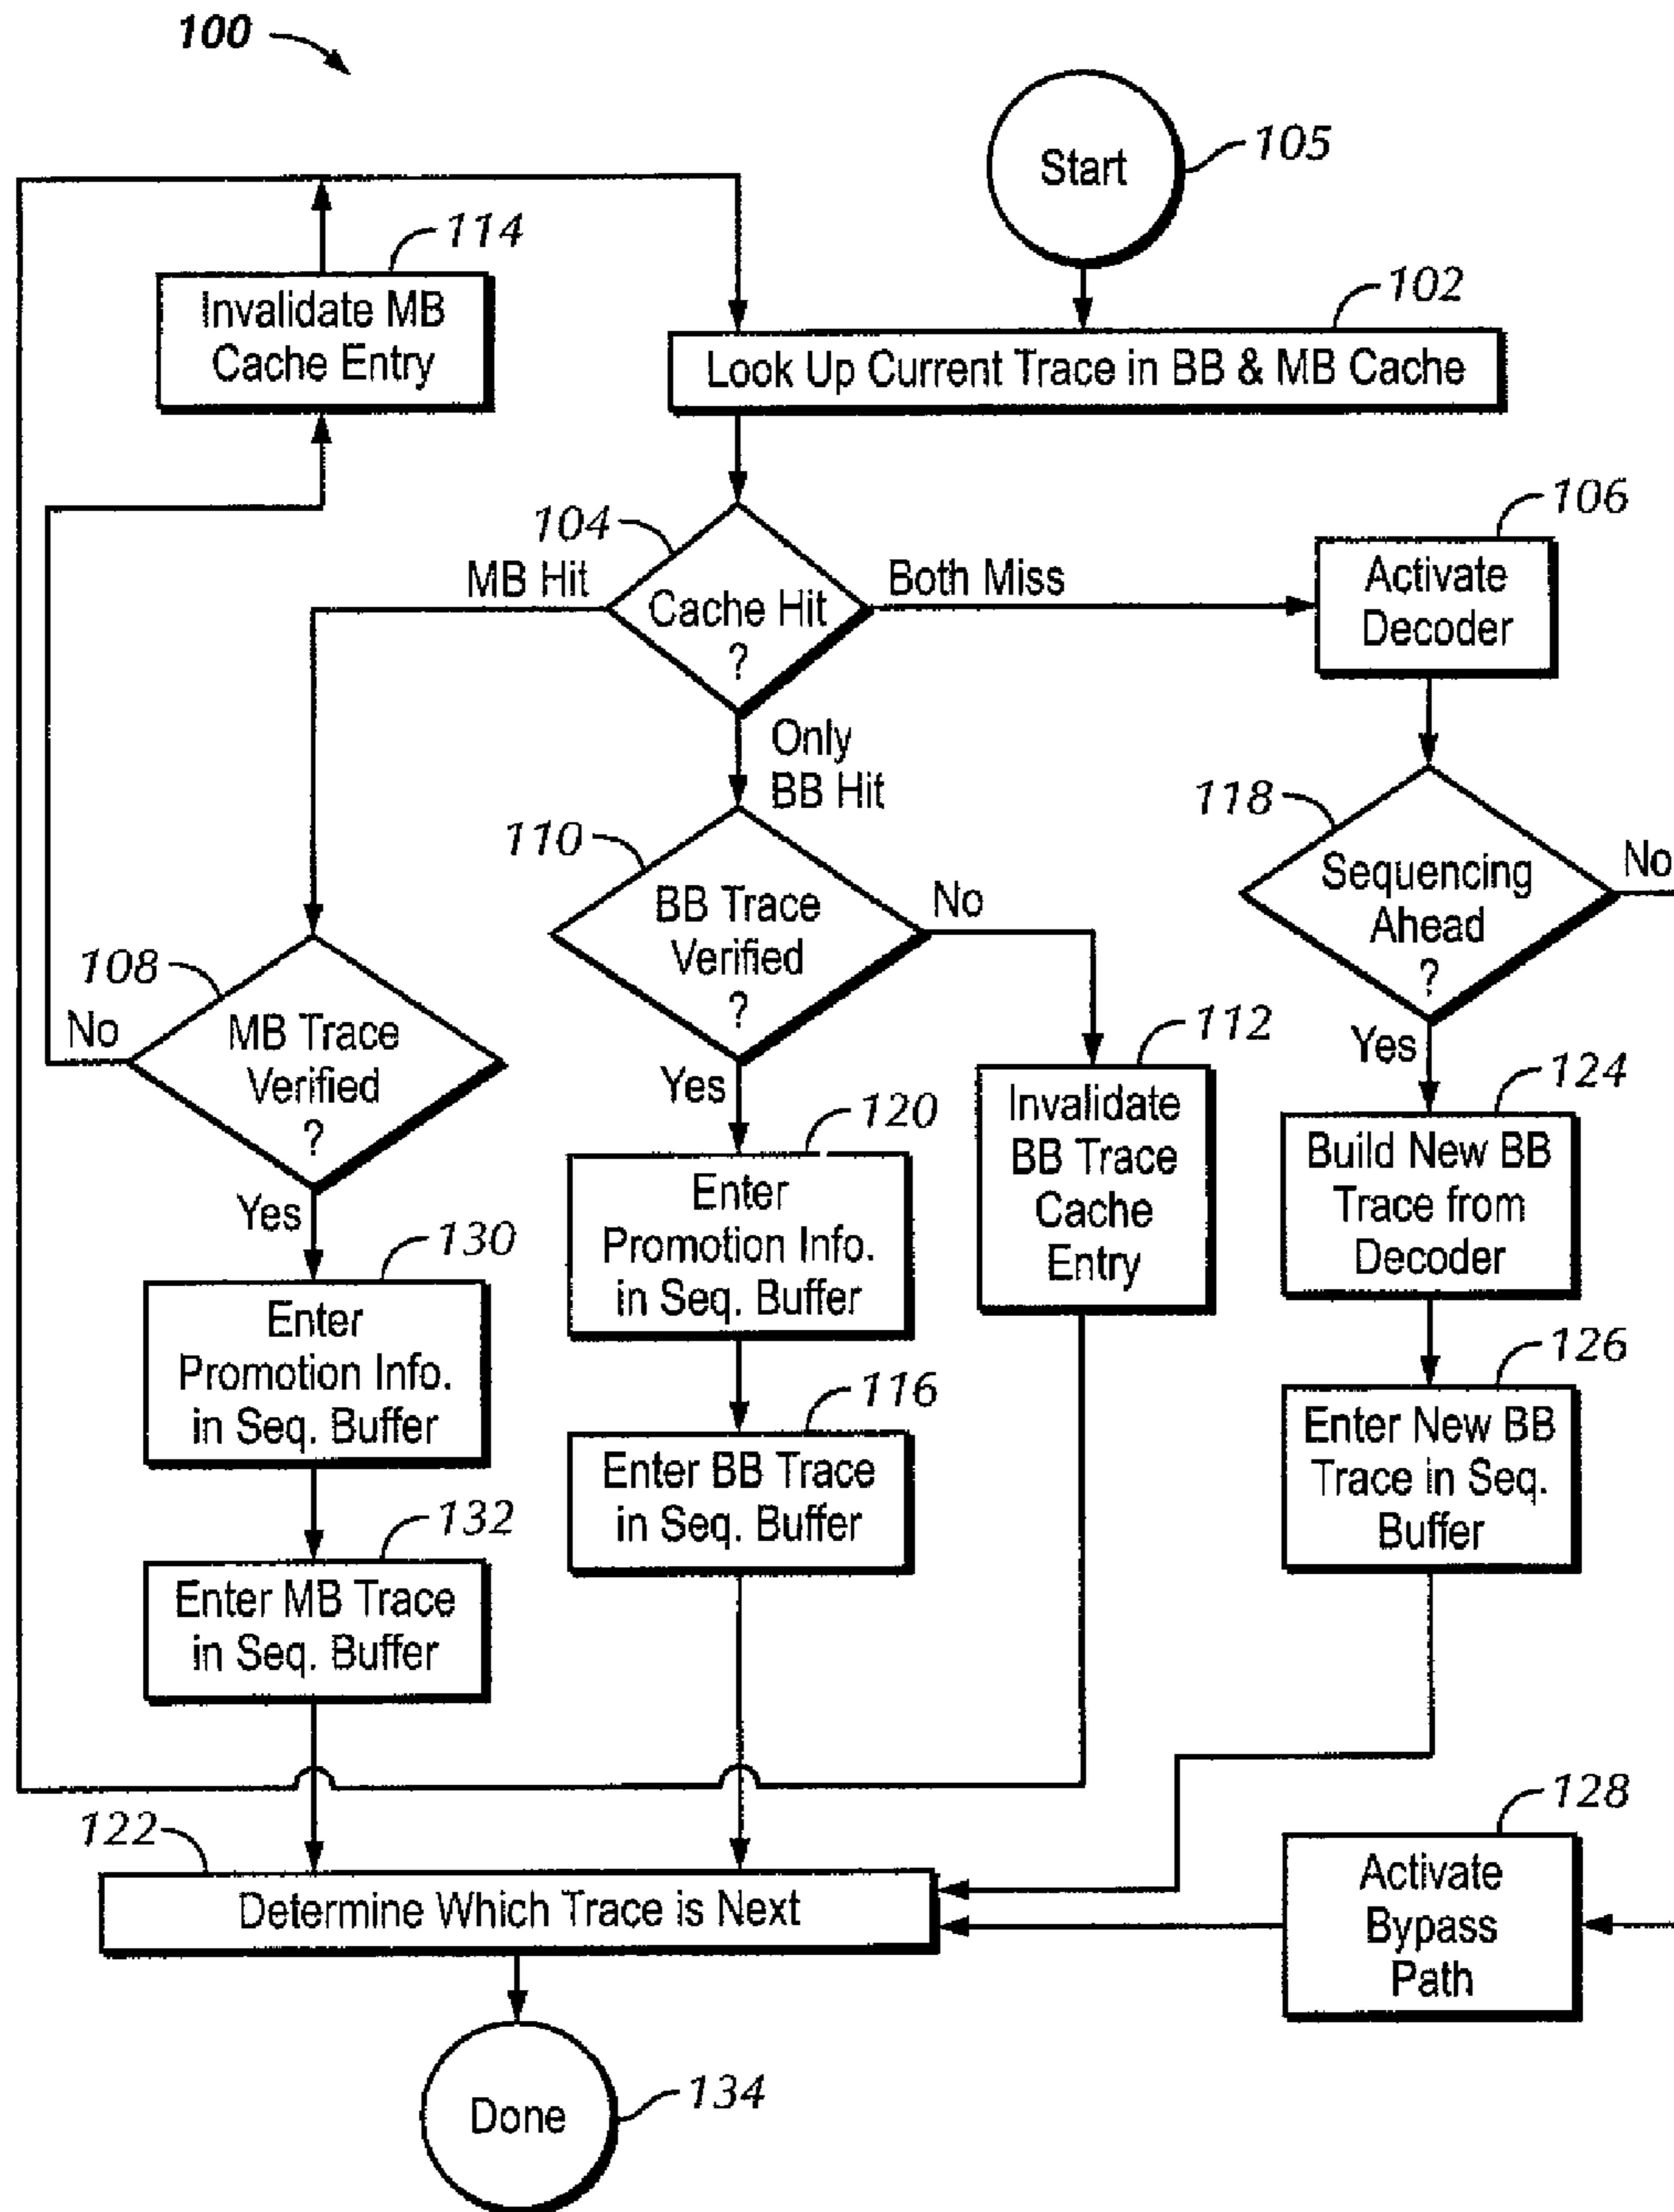 100
Start
105
114
Invalidate MB
Cache Entry
102
Look Up Current Trace in BB & MB Cache
104
MB Hit
Cache Hit
?
Both Miss
106
Activate
Decoder
Only
BB Hit
118
Sequencing
Ahead
?
No
Yes
110
BB Trace
Verified
?
No
Yes
108
MB Trace
Verified
?
No
Yes
112
Invalidate
BB Trace
Cache
Entry
124
Build New BB
Trace from
Decoder
120
Enter
Promotion Info.
in Seq. Buffer
130
Enter
Promotion Info.
in Seq. Buffer
126
Enter New BB
Trace in Seq.
Buffer
116
Enter BB Trace
in Seq. Buffer
132
Enter MB Trace
in Seq. Buffer
122
Determine Which Trace is Next
128
Activate
Bypass
Path
Done
134